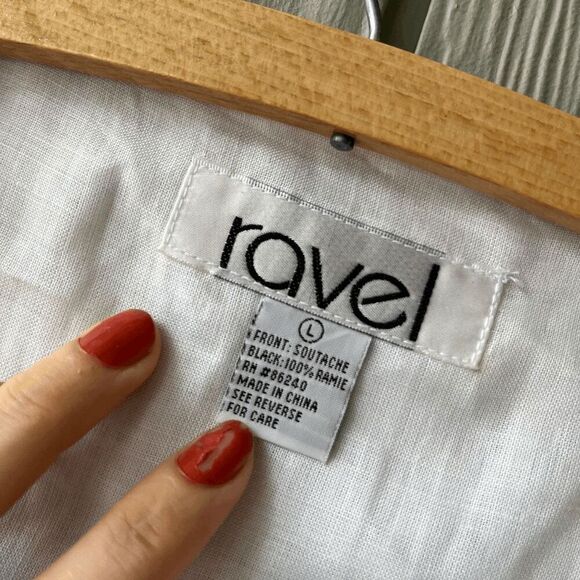 ravel
L
FRONT: SOUTACHE
BLACK:100% RAMIE
RN #86240
MADE IN CHINA
SEE REVERSE
FOR CARE